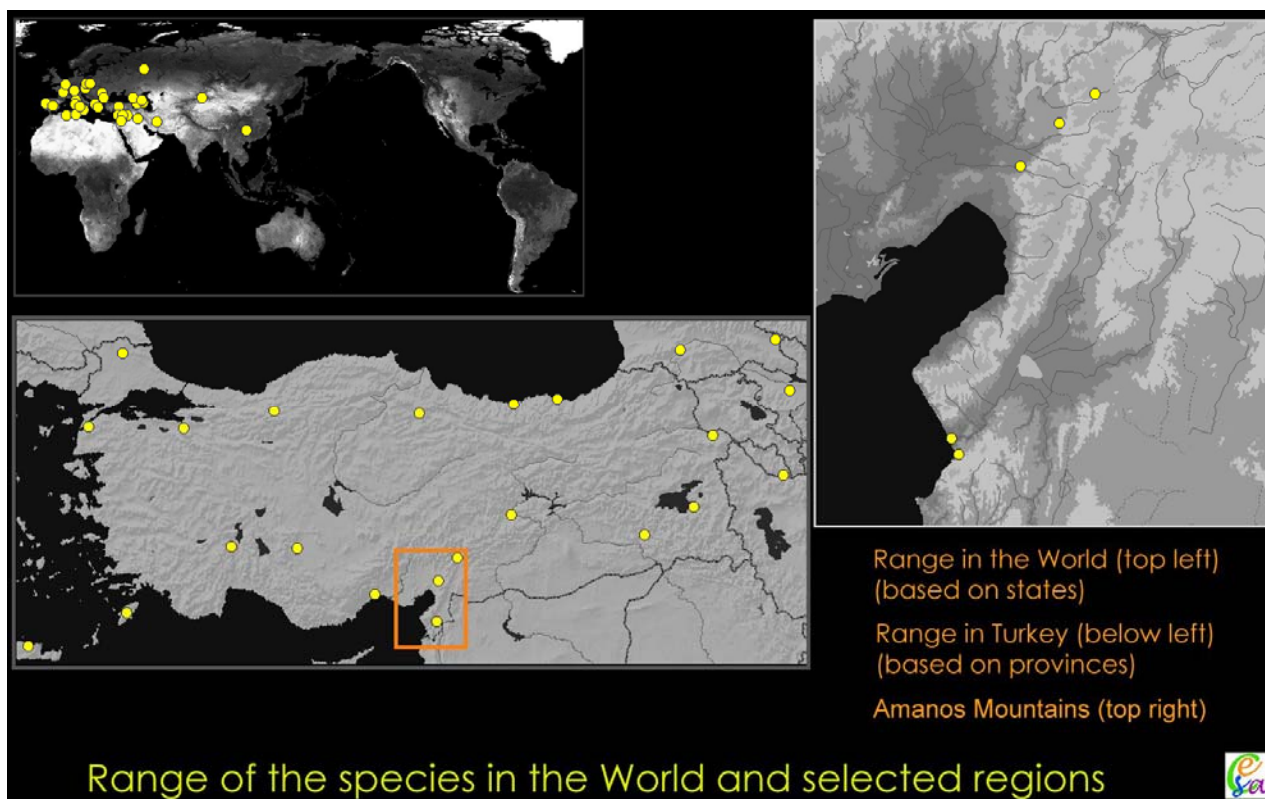 Range in the World (top left)
(based on states)
Range in Turkey (below left)
(based on provinces)
Amanos Mountains (top right)
Range of the species in the World and selected regions